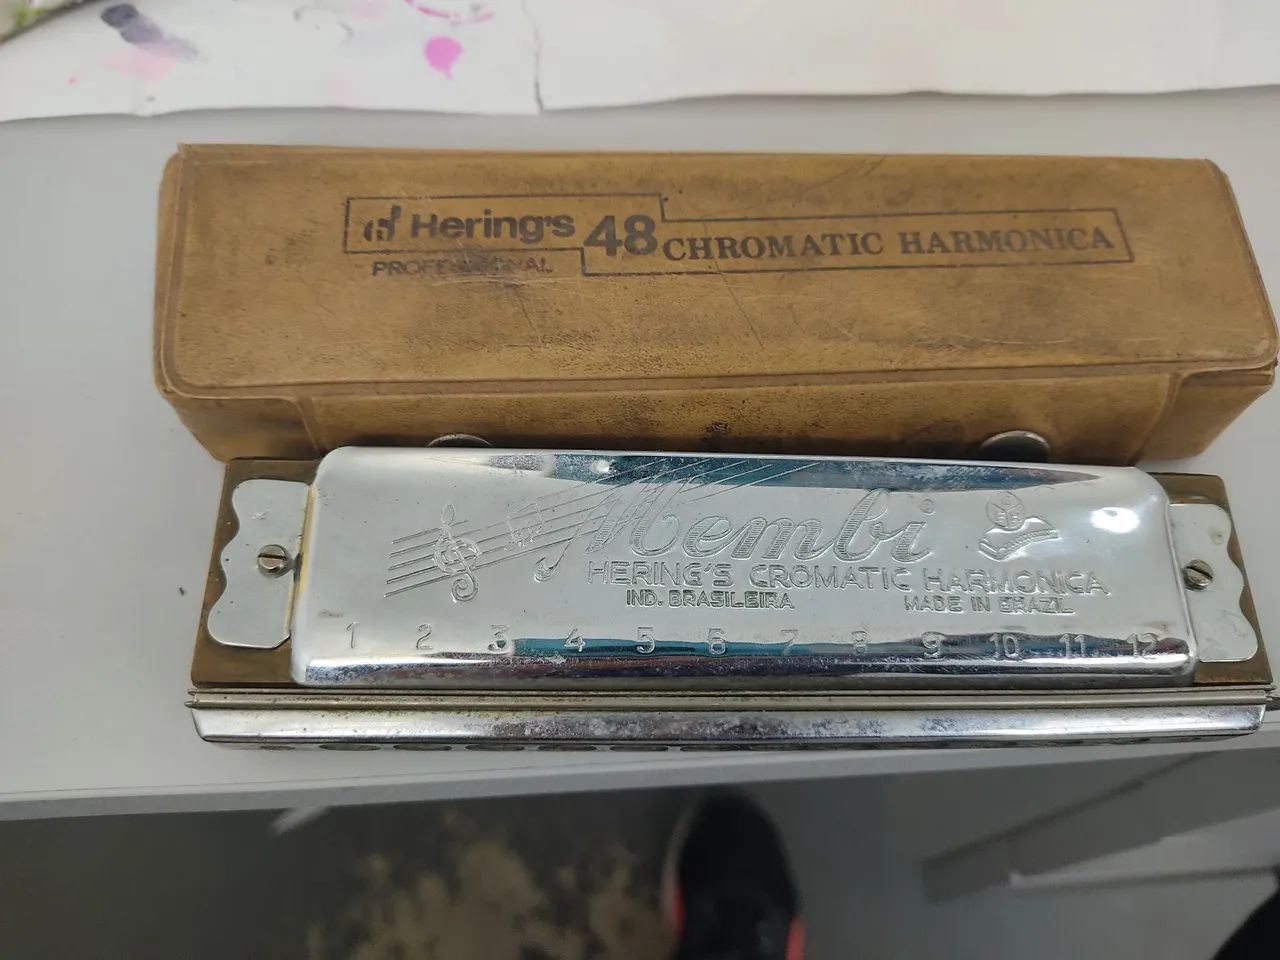 Hering's 48 CHROMATIC HARMONICA
PROFESSIONAL
Membi ®
HERING'S CROMATIC HARMONICA
IND. BRASILEIRA MADE IN BRAZIL
1 2 3 4 5 6 7 8 9 10 11 12